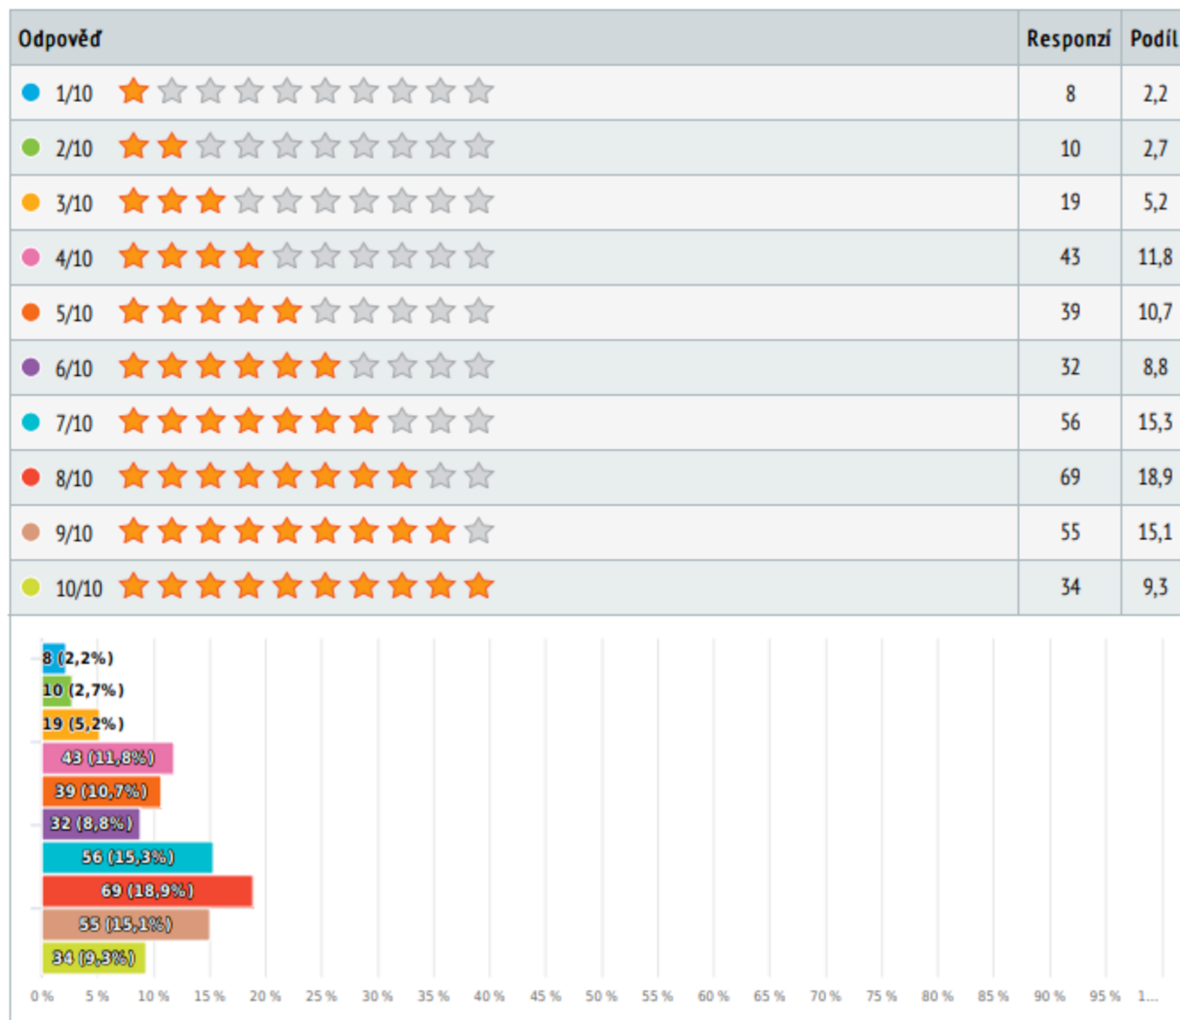 Odpověď Responzí Podíl
1/10 8 2,2
2/10 10 2,7
3/10 19 5,2
4/10 43 11,8
5/10 39 10,7
6/10 32 8,8
7/10 56 15,3
8/10 69 18,9
9/10 55 15,1
10/10 34 9,3
8 (2,2%)
10 (2,7%)
19 (5,2%)
43 (11,8%)
39 (10,7%)
32 (8,8%)
56 (15,3%)
69 (18,9%)
55 (15,1%)
34 (9,3%)
0 % 5 % 10 % 15 % 20 % 25 % 30 % 35 % 40 % 45 % 50 % 55 % 60 % 65 % 70 % 75 % 80 % 85 % 90 % 95 % 1...